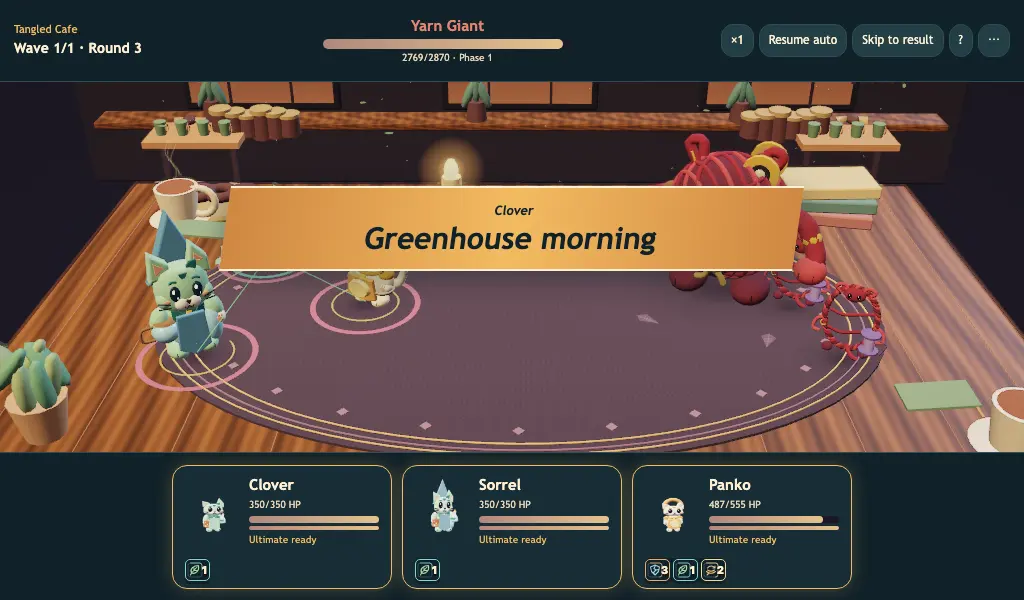 Tangled Cafe
Wave 1/1 · Round 3
Yarn Giant
2769/2870 · Phase 1
×1
Resume auto
Skip to result
?
···
Clover
Greenhouse morning
Clover
350/350 HP
Ultimate ready
1
Sorrel
350/350 HP
Ultimate ready
1
Panko
487/555 HP
Ultimate ready
3
1
2